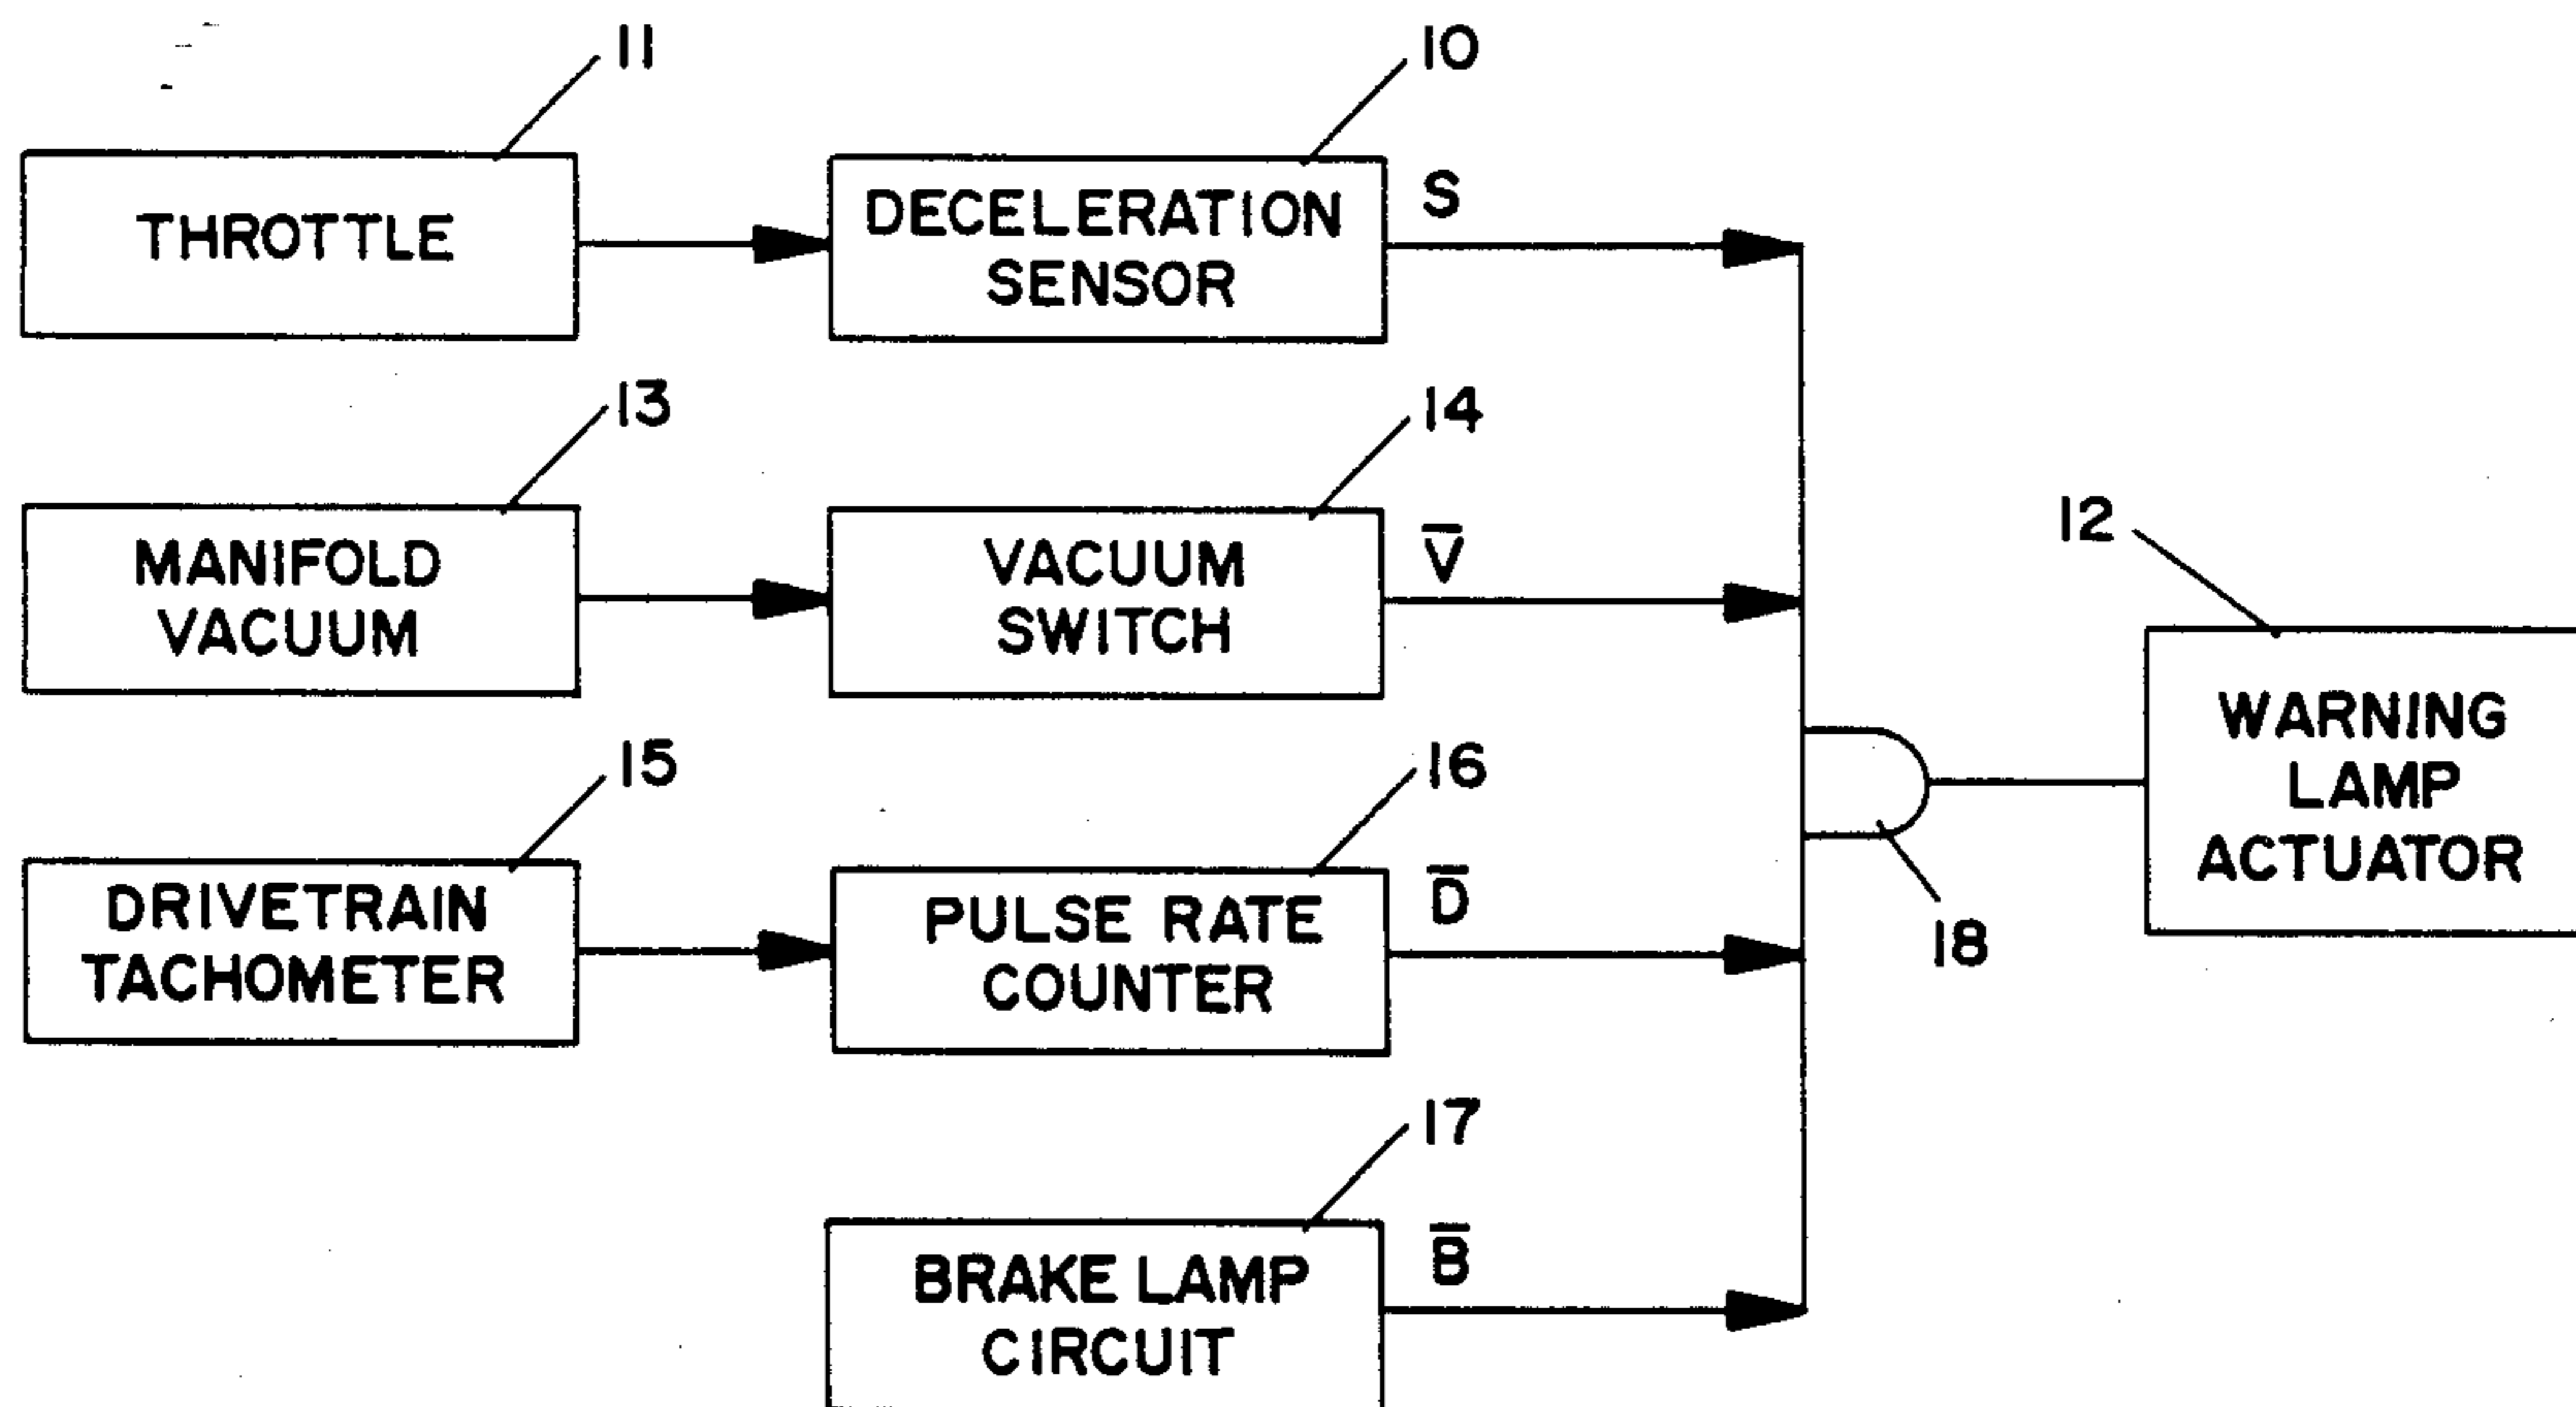 11
10
THROTTLE
DECELERATION
SENSOR
S
13
14
MANIFOLD
VACUUM
VACUUM
SWITCH
V̅
12
WARNING
LAMP
ACTUATOR
15
16
DRIVETRAIN
TACHOMETER
PULSE RATE
COUNTER
D̅
18
17
BRAKE LAMP
CIRCUIT
B̅